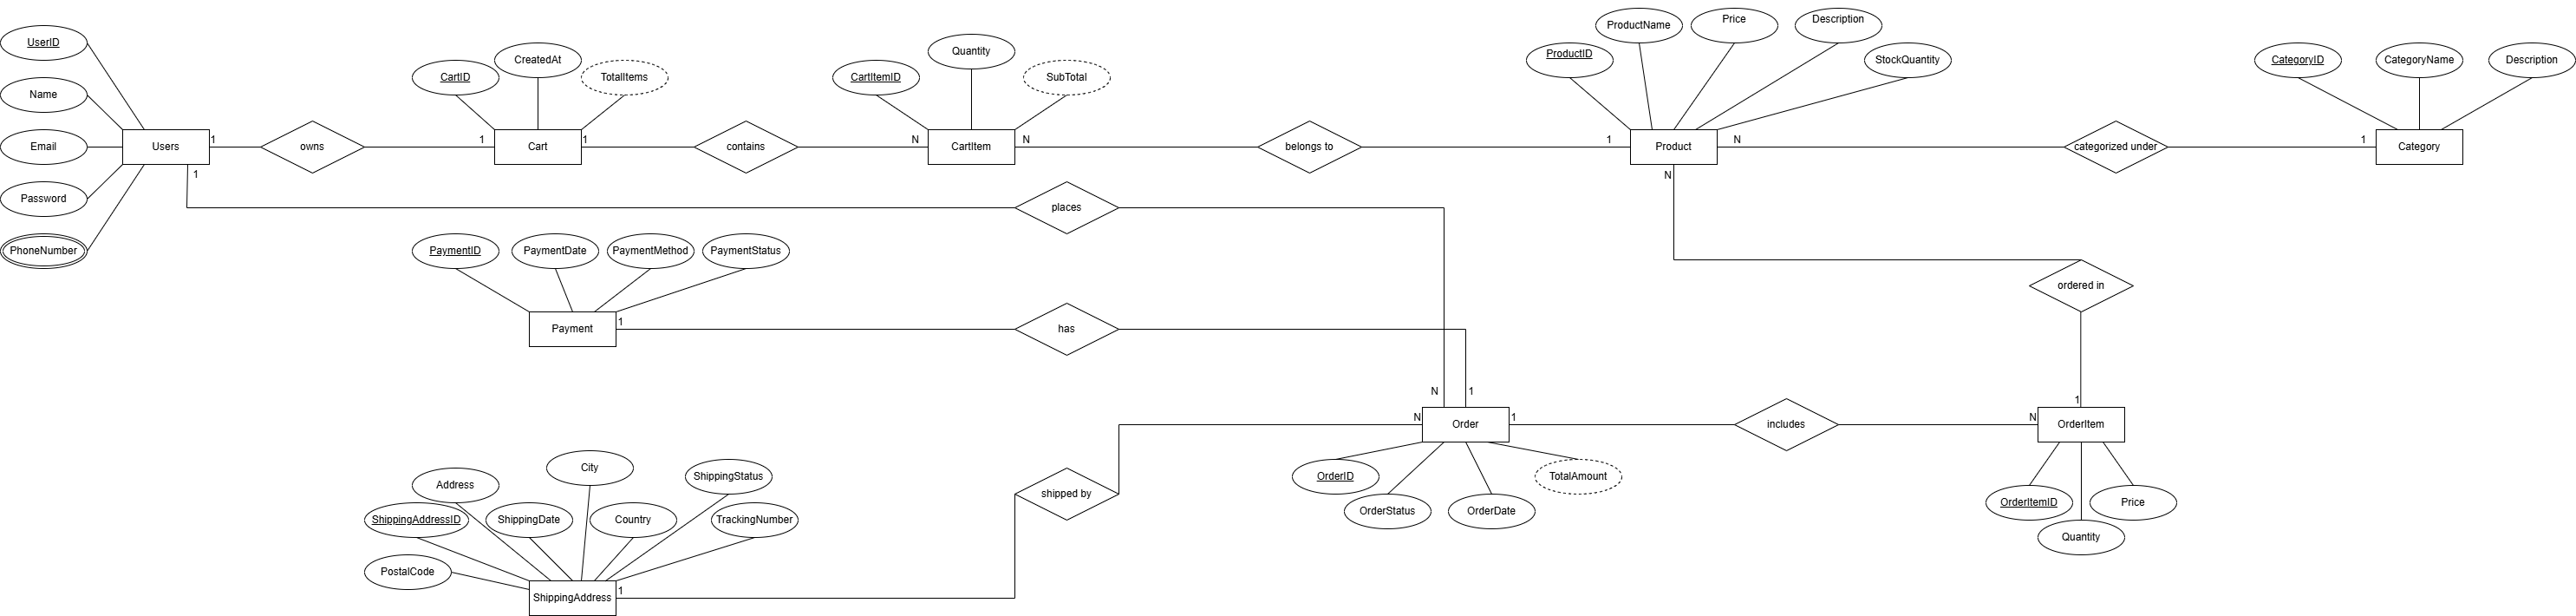 ProductName
Price
Description
UserID
CreatedAt
Quantity
ProductID
StockQuantity
CategoryID
CategoryName
Description
CartID
TotalItems
CartItemID
SubTotal
Name
Email
Users
1
owns
1
Cart
1
contains
N
CartItem
N
belongs to
1
Product
N
categorized under
1
Category
1
N
Password
places
PhoneNumber
PaymentID
PaymentDate
PaymentMethod
PaymentStatus
ordered in
Payment
1
has
N
1
1
N
Order
1
includes
N
OrderItem
City
Address
ShippingStatus
shipped by
OrderID
TotalAmount
OrderStatus
OrderDate
OrderItemID
Price
Quantity
ShippingAddressID
ShippingDate
Country
TrackingNumber
PostalCode
ShippingAddress
1